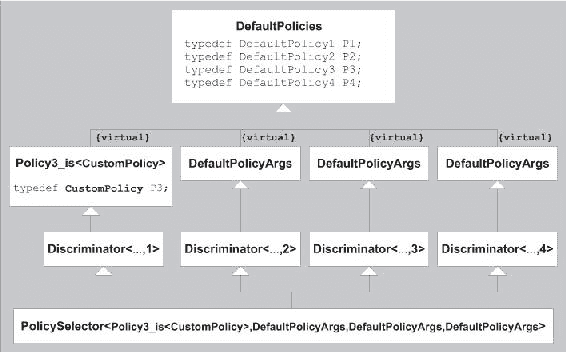 DefaultPolicies
typedef DefaultPolicy1 P1;
typedef DefaultPolicy2 P2;
typedef DefaultPolicy3 P3;
typedef DefaultPolicy4 P4;
{virtual} {virtual} {virtual} {virtual}
Policy3_is<CustomPolicy> DefaultPolicyArgs DefaultPolicyArgs DefaultPolicyArgs
typedef CustomPolicy P3;
Discriminator<...,1> Discriminator<...,2> Discriminator<...,3> Discriminator<...,4>
PolicySelector<Policy3_is<CustomPolicy>,DefaultPolicyArgs,DefaultPolicyArgs,DefaultPolicyArgs>